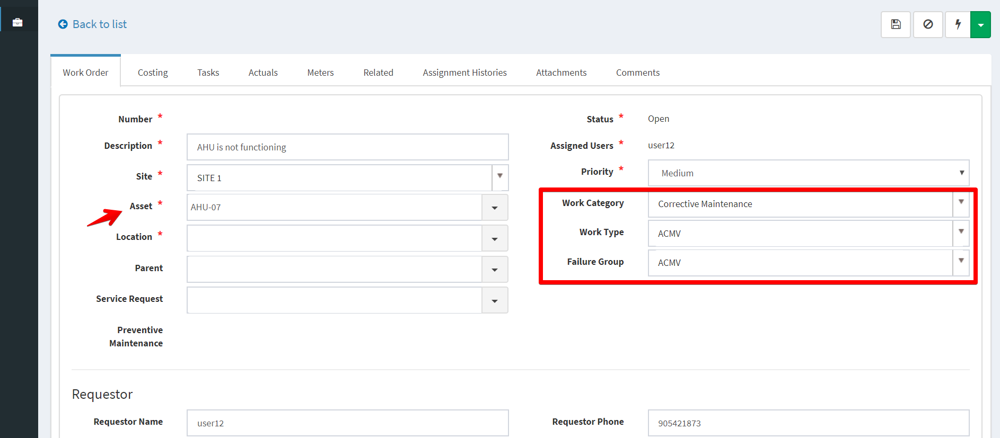 Back to list
Work Order Costing Tasks Actuals Meters Related Assignment Histories Attachments Comments
Number *
Description * AHU is not functioning
Site * SITE 1
Asset * AHU-07
Location *
Parent
Service Request
Preventive
Maintenance
Status * Open
Assigned Users * user12
Priority * Medium
Work Category Corrective Maintenance
Work Type ACMV
Failure Group ACMV
Requestor
Requestor Name user12
Requestor Phone 905421873